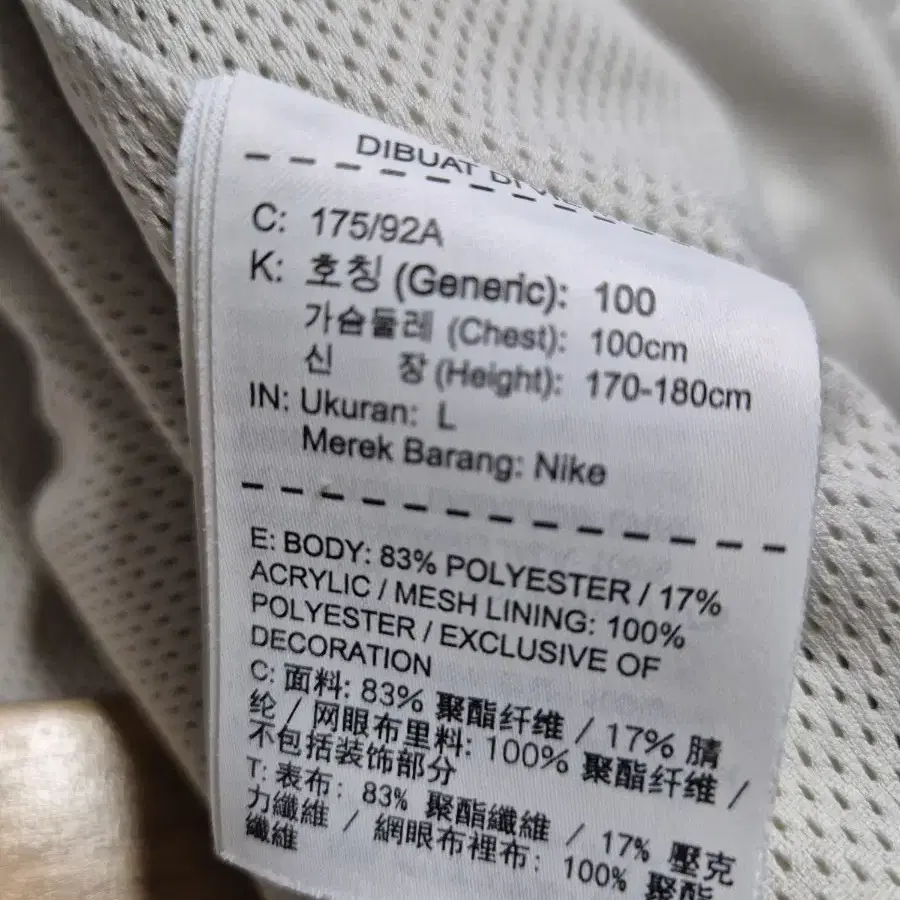 DIBUAT DI
C: 175/92A
K: 호칭 (Generic): 100
가슴둘레 (Chest): 100cm
신 장 (Height): 170-180cm
IN: Ukuran: L
Merek Barang: Nike
E: BODY: 83% POLYESTER / 17%
ACRYLIC / MESH LINING: 100%
POLYESTER / EXCLUSIVE OF
DECORATION
C: 面料: 83% 聚酯纤维 / 17% 腈
纶 / 网眼布里料: 100% 聚酯纤维 /
不包括装饰部分
T: 表布: 83% 聚酯纖維 / 17% 壓克
力纖維 / 網眼布裡布: 100% 聚酯
纖維